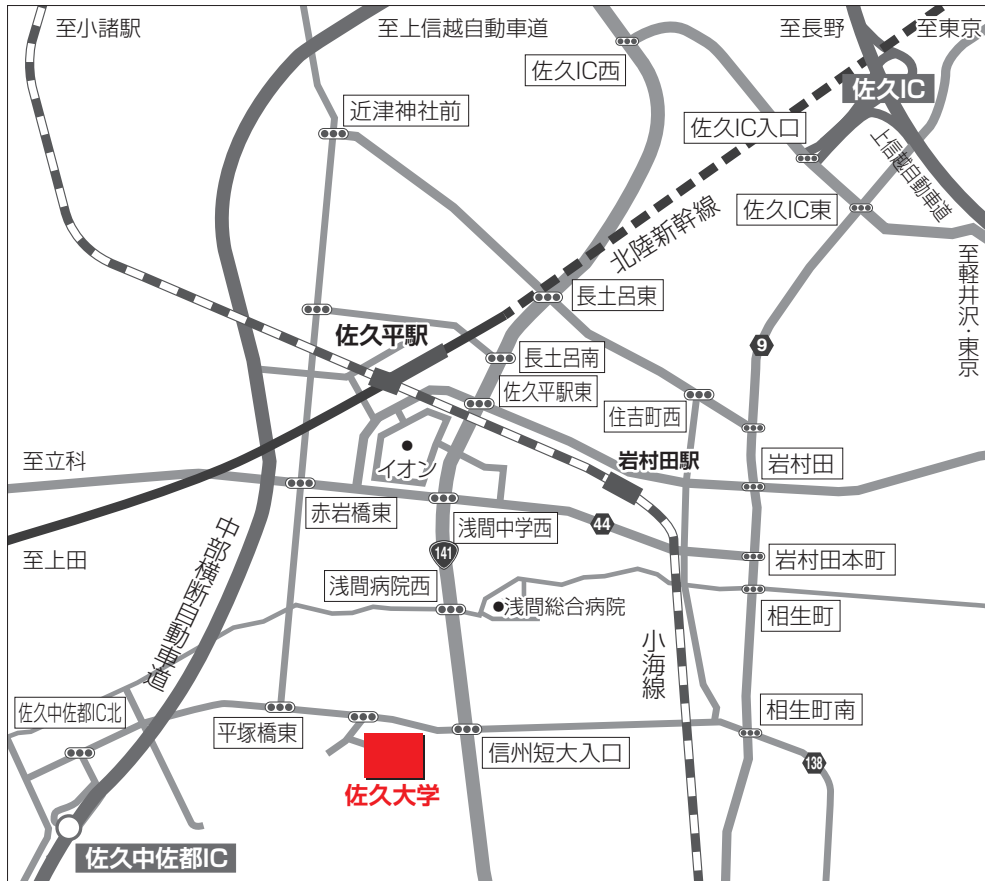 至小諸駅
至上信越自動車道
至長野
至東京
佐久IC西
佐久IC
近津神社前
佐久IC入口
上信越自動車道
佐久IC東
北陸新幹線
至軽井沢・東京
長土呂東
佐久平駅
長土呂南
9
佐久平駅東
住吉町西
イオン
岩村田駅
至立科
岩村田
赤岩橋東
浅間中学西
44
141
至上田
岩村田本町
中部横断自動車道
浅間病院西
浅間総合病院
相生町
小海線
佐久中佐都IC北
平塚橋東
信州短大入口
相生町南
138
佐久大学
佐久中佐都IC